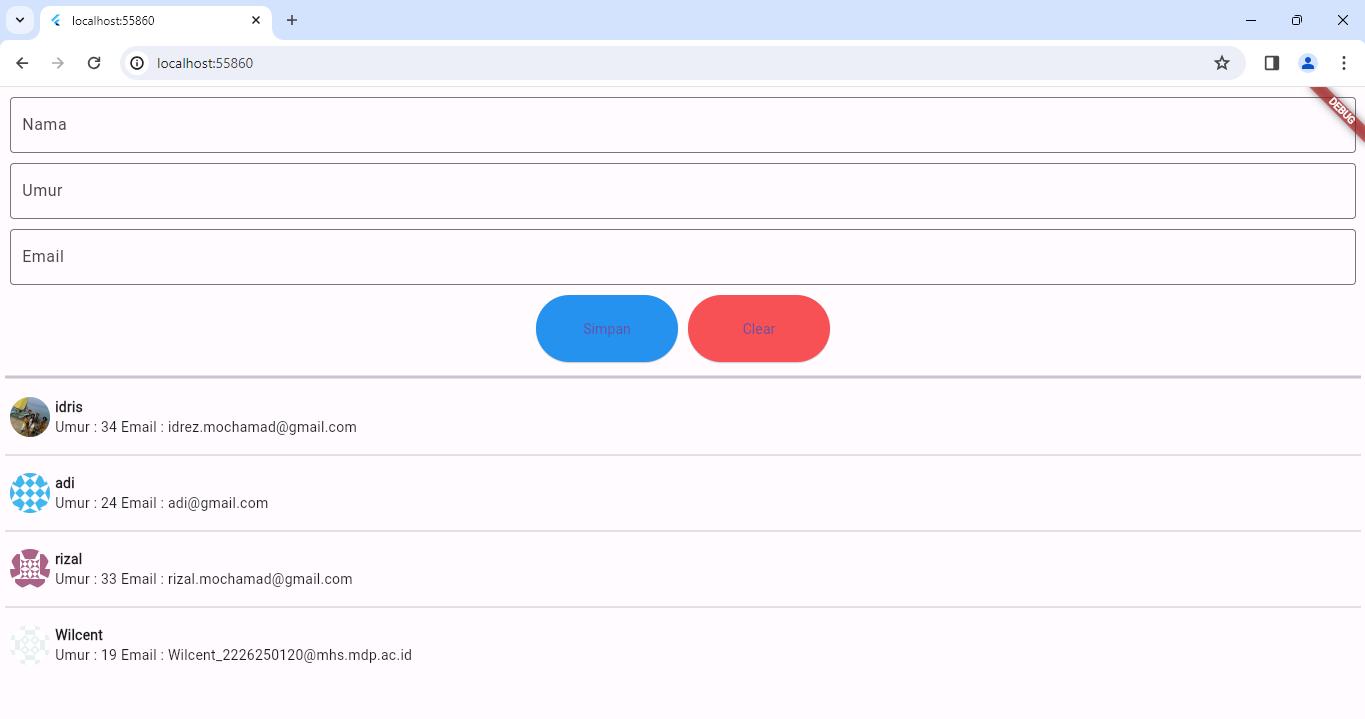 localhost:55860
localhost:55860
DEBUG
Nama
Umur
Email
Simpan Clear
idris
Umur : 34 Email : idrez.mochamad@gmail.com
adi
Umur : 24 Email : adi@gmail.com
rizal
Umur : 33 Email : rizal.mochamad@gmail.com
Wilcent
Umur : 19 Email : Wilcent_2226250120@mhs.mdp.ac.id